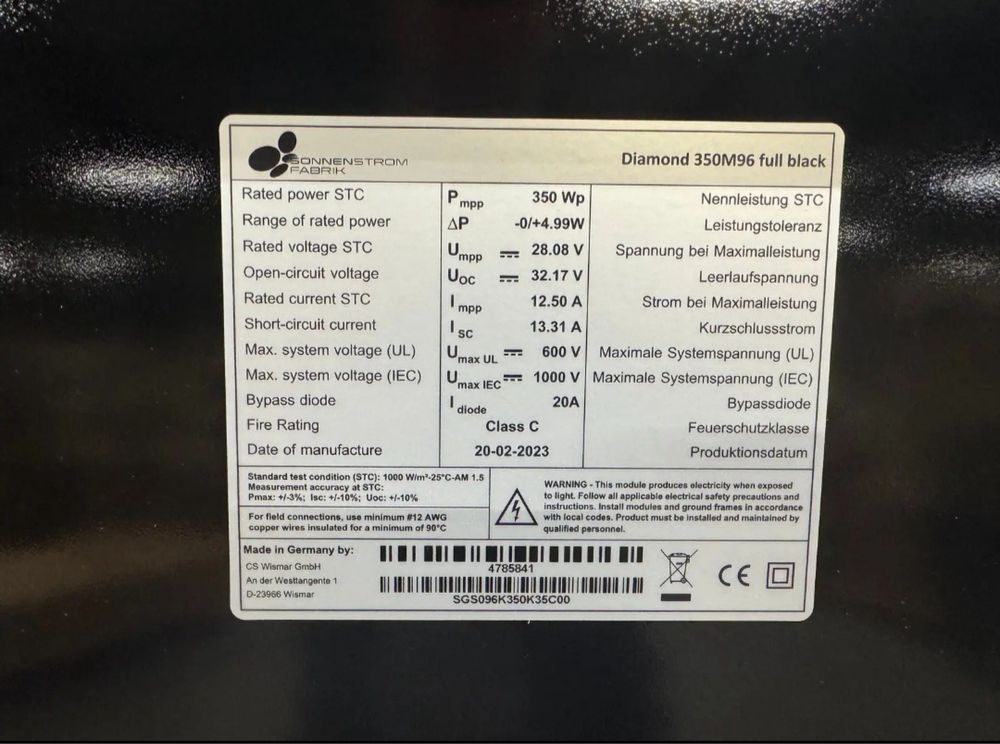 SONNENSTROM
FABRIK
Diamond 350M96 full black
Rated power STC P mpp 350 Wp Nennleistung STC
Range of rated power ΔP -0/+4.99W Leistungstoleranz
Rated voltage STC U mpp 28.08 V Spannung bei Maximalleistung
Open-circuit voltage U OC 32.17 V Leerlaufspannung
Rated current STC I mpp 12.50 A Strom bei Maximalleistung
Short-circuit current I SC 13.31 A Kurzschlussstrom
Max. system voltage (UL) U max UL 600 V Maximale Systemspannung (UL)
Max. system voltage (IEC) U max IEC 1000 V Maximale Systemspannung (IEC)
Bypass diode I diode 20A Bypassdiode
Fire Rating Class C Feuerschutzklasse
Date of manufacture 20-02-2023 Produktionsdatum
Standard test condition (STC): 1000 W/m²-25°C-AM 1.5
Measurement accuracy at STC:
Pmax: +/-3%; Isc: +/-10%; Uoc: +/-10%
For field connections, use minimum #12 AWG
copper wires insulated for a minimum of 90°C
WARNING - This module produces electricity when exposed
to light. Follow all applicable electrical safety precautions and
instructions. Install modules and ground frames in accordance
with local codes. Product must be installed and maintained by
qualified personnel.
Made in Germany by:
CS Wismar GmbH
An der Westtangente 1
D-23966 Wismar
4785841
SGS096K350K35C00
CE